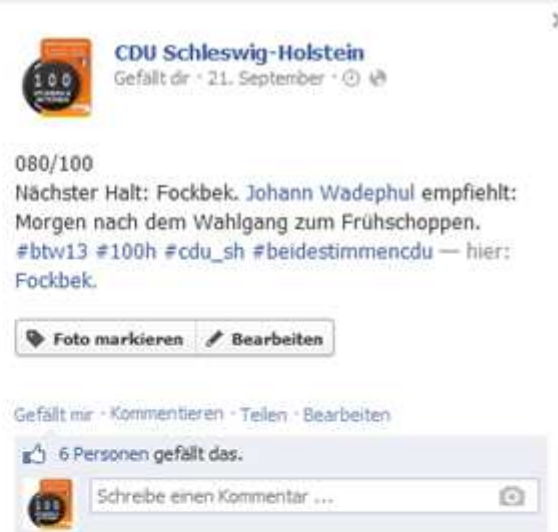 CDU Schleswig-Holstein
Gefällt dir · 21. September ·
100
080/100
Nächster Halt: Fockbek. Johann Wadephul empfiehlt:
Morgen nach dem Wahlgang zum Frühschoppen.
#btw13 #100h #cdu_sh #beidestimmencdu — hier:
Fockbek.
Foto markieren Bearbeiten
Gefällt mir · Kommentieren · Teilen · Bearbeiten
6 Personen gefällt das.
100
Schreibe einen Kommentar ...